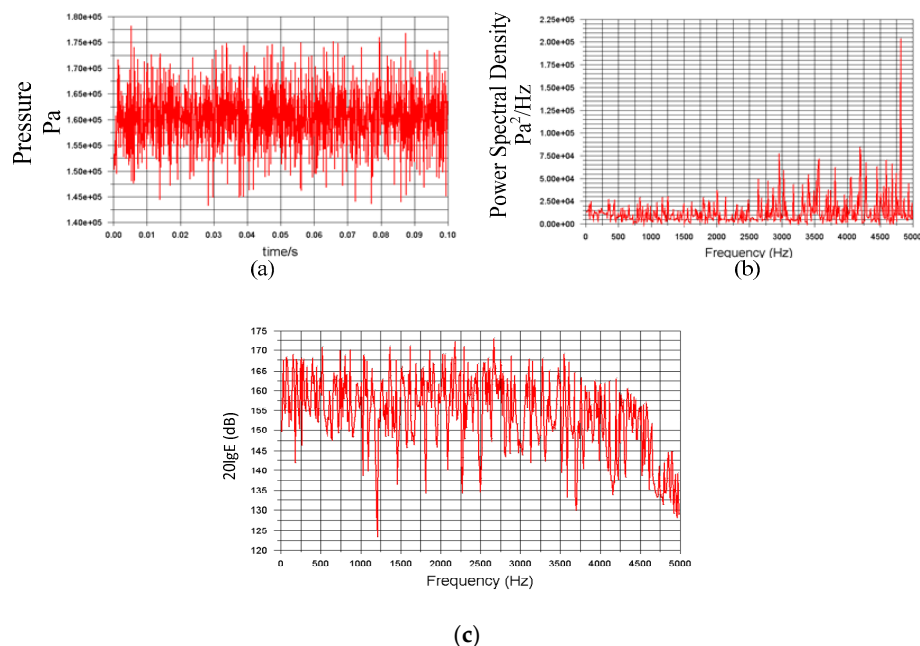 Pressure
Pa
1.80e+05
1.75e+05
1.70e+05
1.65e+05
1.60e+05
1.55e+05
1.50e+05
1.45e+05
1.40e+05
0.00 0.01 0.02 0.03 0.04 0.05 0.06 0.07 0.08 0.09 0.10
time/s
(a)
Power Spectral Density
Pa²/Hz
2.25e+05
2.00e+05
1.75e+05
1.50e+05
1.25e+05
1.00e+05
7.50e+04
5.00e+04
2.50e+04
0.00e+00
0 500 1000 1500 2000 2500 3000 3500 4000 4500 5000
Frequency (Hz)
(b)
20lgE (dB)
175
170
165
160
155
150
145
140
135
130
125
120
0 500 1000 1500 2000 2500 3000 3500 4000 4500 5000
Frequency (Hz)
(c)